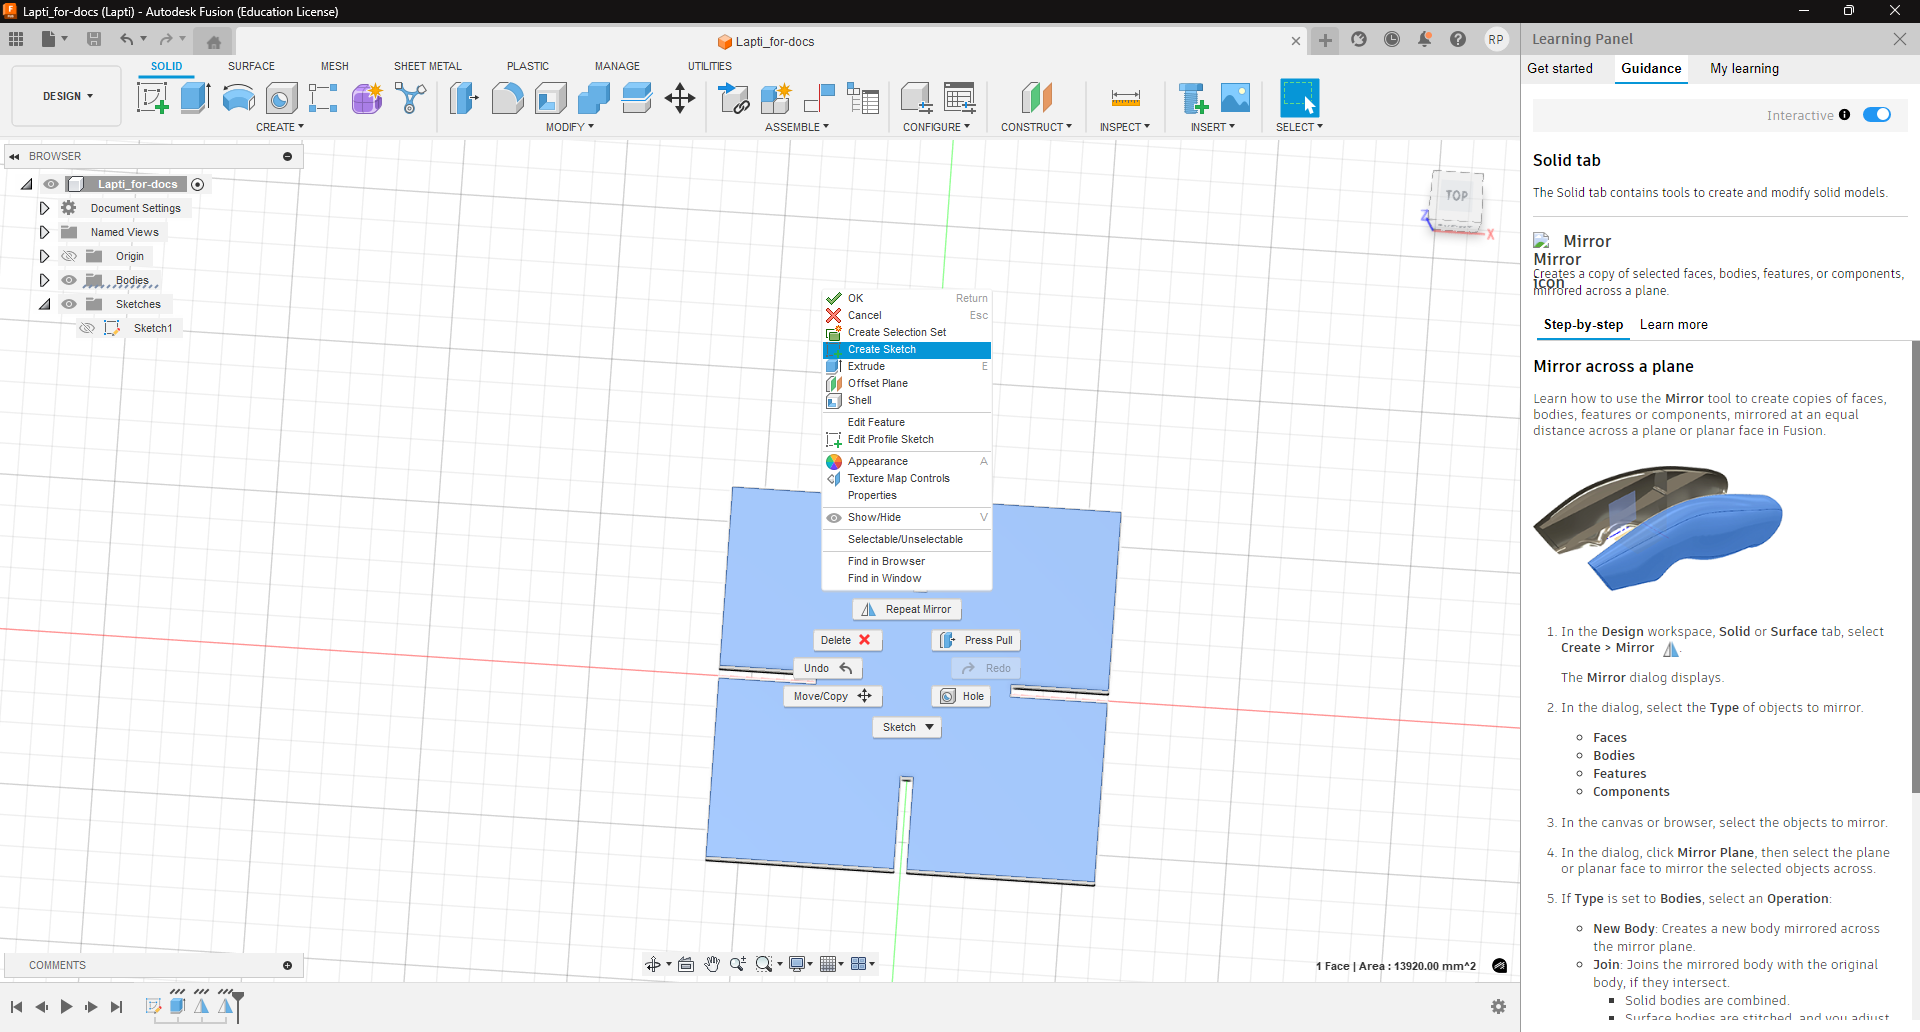 Lapti_for-docs (Lapti) - Autodesk Fusion (Education License)
Lapti_for-docs
RP
DESIGN
SOLID
SURFACE
MESH
SHEET METAL
PLASTIC
MANAGE
UTILITIES
CREATE
MODIFY
ASSEMBLE
CONFIGURE
CONSTRUCT
INSPECT
INSERT
SELECT
BROWSER
Lapti_for-docs
Document Settings
Named Views
Origin
Bodies
Sketches
Sketch1
TOP
Z
X
OK Return
Cancel Esc
Create Selection Set
Create Sketch
Extrude E
Offset Plane
Shell
Edit Feature
Edit Profile Sketch
Appearance A
Texture Map Controls
Properties
Show/Hide V
Selectable/Unselectable
Find in Browser
Find in Window
Repeat Mirror
Delete
Press Pull
Undo
Redo
Move/Copy
Hole
Sketch
COMMENTS
1 Face | Area : 13920.00 mm^2
Learning Panel
Get started
Guidance
My learning
Interactive
Solid tab
The Solid tab contains tools to create and modify solid models.
Mirror
Mirror
icon
Creates a copy of selected faces, bodies, features, or components,
mirrored across a plane.
Step-by-step
Learn more
Mirror across a plane
Learn how to use the Mirror tool to create copies of faces,
bodies, features or components, mirrored at an equal
distance across a plane or planar face in Fusion.
1. In the Design workspace, Solid or Surface tab, select
Create > Mirror .
The Mirror dialog displays.
2. In the dialog, select the Type of objects to mirror.
Faces
Bodies
Features
Components
3. In the canvas or browser, select the objects to mirror.
4. In the dialog, click Mirror Plane, then select the plane
or planar face to mirror the selected objects across.
5. If Type is set to Bodies, select an Operation:
New Body: Creates a new body mirrored across
the mirror plane.
Join: Joins the mirrored body with the original
body, if they intersect.
Solid bodies are combined.
Surface bodies are stitched, and you adjust